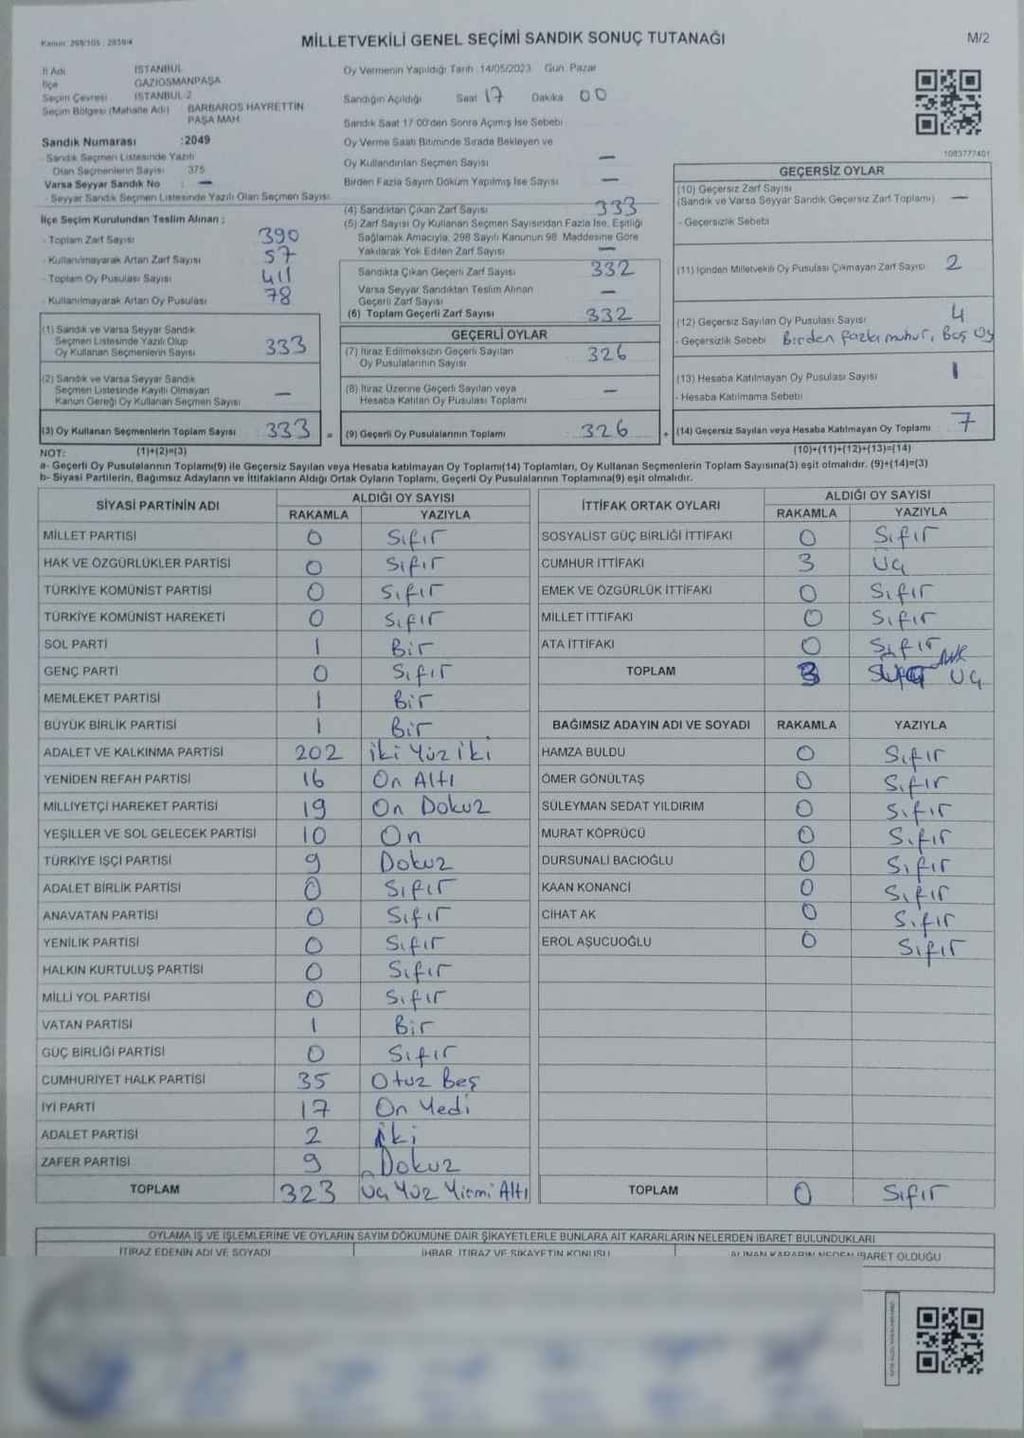 MİLLETVEKİLİ GENEL SEÇİMİ SANDIK SONUÇ TUTANAĞI
M/2
İl Adı İSTANBUL
İlçe GAZİOSMANPAŞA
Seçim Çevresi İSTANBUL 2
Seçim Bölgesi (Mahalle Adı) BARBAROS HAYRETTİN PAŞA MAH.
Sandık Numarası :2049
Sandık Seçmen Listesinde Yazılı
Olan Seçmenlerin Sayısı 375
Varsa Seyyar Sandık No : —
Seyyar Sandık Seçmen Listesinde Yazılı Olan Seçmen Sayısı
Oy Vermenin Yapıldığı Tarih 14/05/2023 Gün Pazar
Sandığın Açıldığı Saat 17 Dakika 00
Sandık Saat 17:00'den Sonra Açılmış İse Sebebi
Oy Verme Saati Bitiminde Sırada Bekleyen ve
Oy Kullandırılan Seçmen Sayısı —
Birden Fazla Sayım Döküm Yapılmış İse Sayısı —
1083777401
İlçe Seçim Kurulundan Teslim Alınan ;
- Toplam Zarf Sayısı 390
- Kullanılmayarak Artan Zarf Sayısı 57
- Toplam Oy Pusulası Sayısı 411
- Kullanılmayarak Artan Oy Pusulası 78
(1) Sandık ve Varsa Seyyar Sandık
Seçmen Listesinde Yazılı Olup
Oy Kullanan Seçmenlerin Sayısı 333
(2) Sandık ve Varsa Seyyar Sandık
Seçmen Listesinde Kayıtlı Olmayan
Kanun Gereği Oy Kullanan Seçmen Sayısı —
(3) Oy Kullanan Seçmenlerin Toplam Sayısı 333 =
(4) Sandıktan Çıkan Zarf Sayısı 333
(5) Zarf Sayısı Oy Kullanan Seçmen Sayısından Fazla İse, Eşitliği
Sağlamak Amacıyla, 298 Sayılı Kanunun 98. Maddesine Göre
Yakılarak Yok Edilen Zarf Sayısı —
Sandıkta Çıkan Geçerli Zarf Sayısı 332
Varsa Seyyar Sandıktan Teslim Alınan
Geçerli Zarf Sayısı —
(6) Toplam Geçerli Zarf Sayısı 332
GEÇERLİ OYLAR
(7) İtiraz Edilmeksizin Geçerli Sayılan
Oy Pusulalarının Sayısı 326
(8) İtiraz Üzerine Geçerli Sayılan veya
Hesaba Katılan Oy Pusulası Toplamı —
(9) Geçerli Oy Pusulalarının Toplamı 326 +
GEÇERSİZ OYLAR
(10) Geçersiz Zarf Sayısı
(Sandık ve Varsa Seyyar Sandık Geçersiz Zarf Toplamı) —
- Geçersizlik Sebebi
(11) İçinden Milletvekili Oy Pusulası Çıkmayan Zarf Sayısı 2
(12) Geçersiz Sayılan Oy Pusulası Sayısı 4
- Geçersizlik Sebebi Birden fazla mühür, Boş Oy
(13) Hesaba Katılmayan Oy Pusulası Sayısı 1
- Hesaba Katılmama Sebebi
(14) Geçersiz Sayılan veya Hesaba Katılmayan Oy Toplamı 7
NOT: (1)+(2)=(3) (10)+(11)+(12)+(13)=(14)
a- Geçerli Oy Pusulalarının Toplamı(9) ile Geçersiz Sayılan veya Hesaba katılmayan Oy Toplamı(14) Toplamları, Oy Kullanan Seçmenlerin Toplam Sayısına(3) eşit olmalıdır. (9)+(14)=(3)
b- Siyasi Partilerin, Bağımsız Adayların ve İttifakların Aldığı Ortak Oyların Toplamı, Geçerli Oy Pusulalarının Toplamına(9) eşit olmalıdır.
SİYASİ PARTİNİN ADI ALDIĞI OY SAYISI
RAKAMLA YAZIYLA
MİLLET PARTİSİ 0 Sıfır
HAK VE ÖZGÜRLÜKLER PARTİSİ 0 Sıfır
TÜRKİYE KOMÜNİST PARTİSİ 0 Sıfır
TÜRKİYE KOMÜNİST HAREKETİ 0 Sıfır
SOL PARTİ 1 Bir
GENÇ PARTİ 0 Sıfır
MEMLEKET PARTİSİ 1 Bir
BÜYÜK BİRLİK PARTİSİ 1 Bir
ADALET VE KALKINMA PARTİSİ 202 İki Yüz iki
YENİDEN REFAH PARTİSİ 16 On Altı
MİLLİYETÇİ HAREKET PARTİSİ 19 On Dokuz
YEŞİLLER VE SOL GELECEK PARTİSİ 10 On
TÜRKİYE İŞÇİ PARTİSİ 9 Dokuz
ADALET BİRLİK PARTİSİ 0 Sıfır
ANAVATAN PARTİSİ 0 Sıfır
YENİLİK PARTİSİ 0 Sıfır
HALKIN KURTULUŞ PARTİSİ 0 Sıfır
MİLLİ YOL PARTİSİ 0 Sıfır
VATAN PARTİSİ 1 Bir
GÜÇ BİRLİĞİ PARTİSİ 0 Sıfır
CUMHURİYET HALK PARTİSİ 35 Otuz Beş
İYİ PARTİ 17 On Yedi
ADALET PARTİSİ 2 İki
ZAFER PARTİSİ 9 Dokuz
TOPLAM 323 Üç Yüz Yirmi Altı
İTTİFAK ORTAK OYLARI ALDIĞI OY SAYISI
RAKAMLA YAZIYLA
SOSYALİST GÜÇ BİRLİĞİ İTTİFAKI 0 Sıfır
CUMHUR İTTİFAKI 3 Üç
EMEK VE ÖZGÜRLÜK İTTİFAKI 0 Sıfır
MİLLET İTTİFAKI 0 Sıfır
ATA İTTİFAKI 0 Sıfır
TOPLAM 3 Üç
BAĞIMSIZ ADAYIN ADI VE SOYADI RAKAMLA YAZIYLA
HAMZA BULDU 0 Sıfır
ÖMER GÖNÜLTAŞ 0 Sıfır
SÜLEYMAN SEDAT YILDIRIM 0 Sıfır
MURAT KÖPRÜCÜ 0 Sıfır
DURSUNALİ BACIOĞLU 0 Sıfır
KAAN KONANCİ 0 Sıfır
CİHAT AK 0 Sıfır
EROL AŞUCUOĞLU 0 Sıfır
TOPLAM 0 Sıfır
OYLAMA İŞ VE İŞLEMLERİNE VE OYLARIN SAYIM DÖKÜMÜNE DAİR ŞİKAYETLERLE BUNLARA AİT KARARLARIN NELERDEN İBARET BULUNDUKLARI
İTİRAZ EDENİN ADI VE SOYADI İHBAR, İTİRAZ VE ŞİKAYETİN KONUSU ALINAN KARARIN NEDEN İBARET OLDUĞU